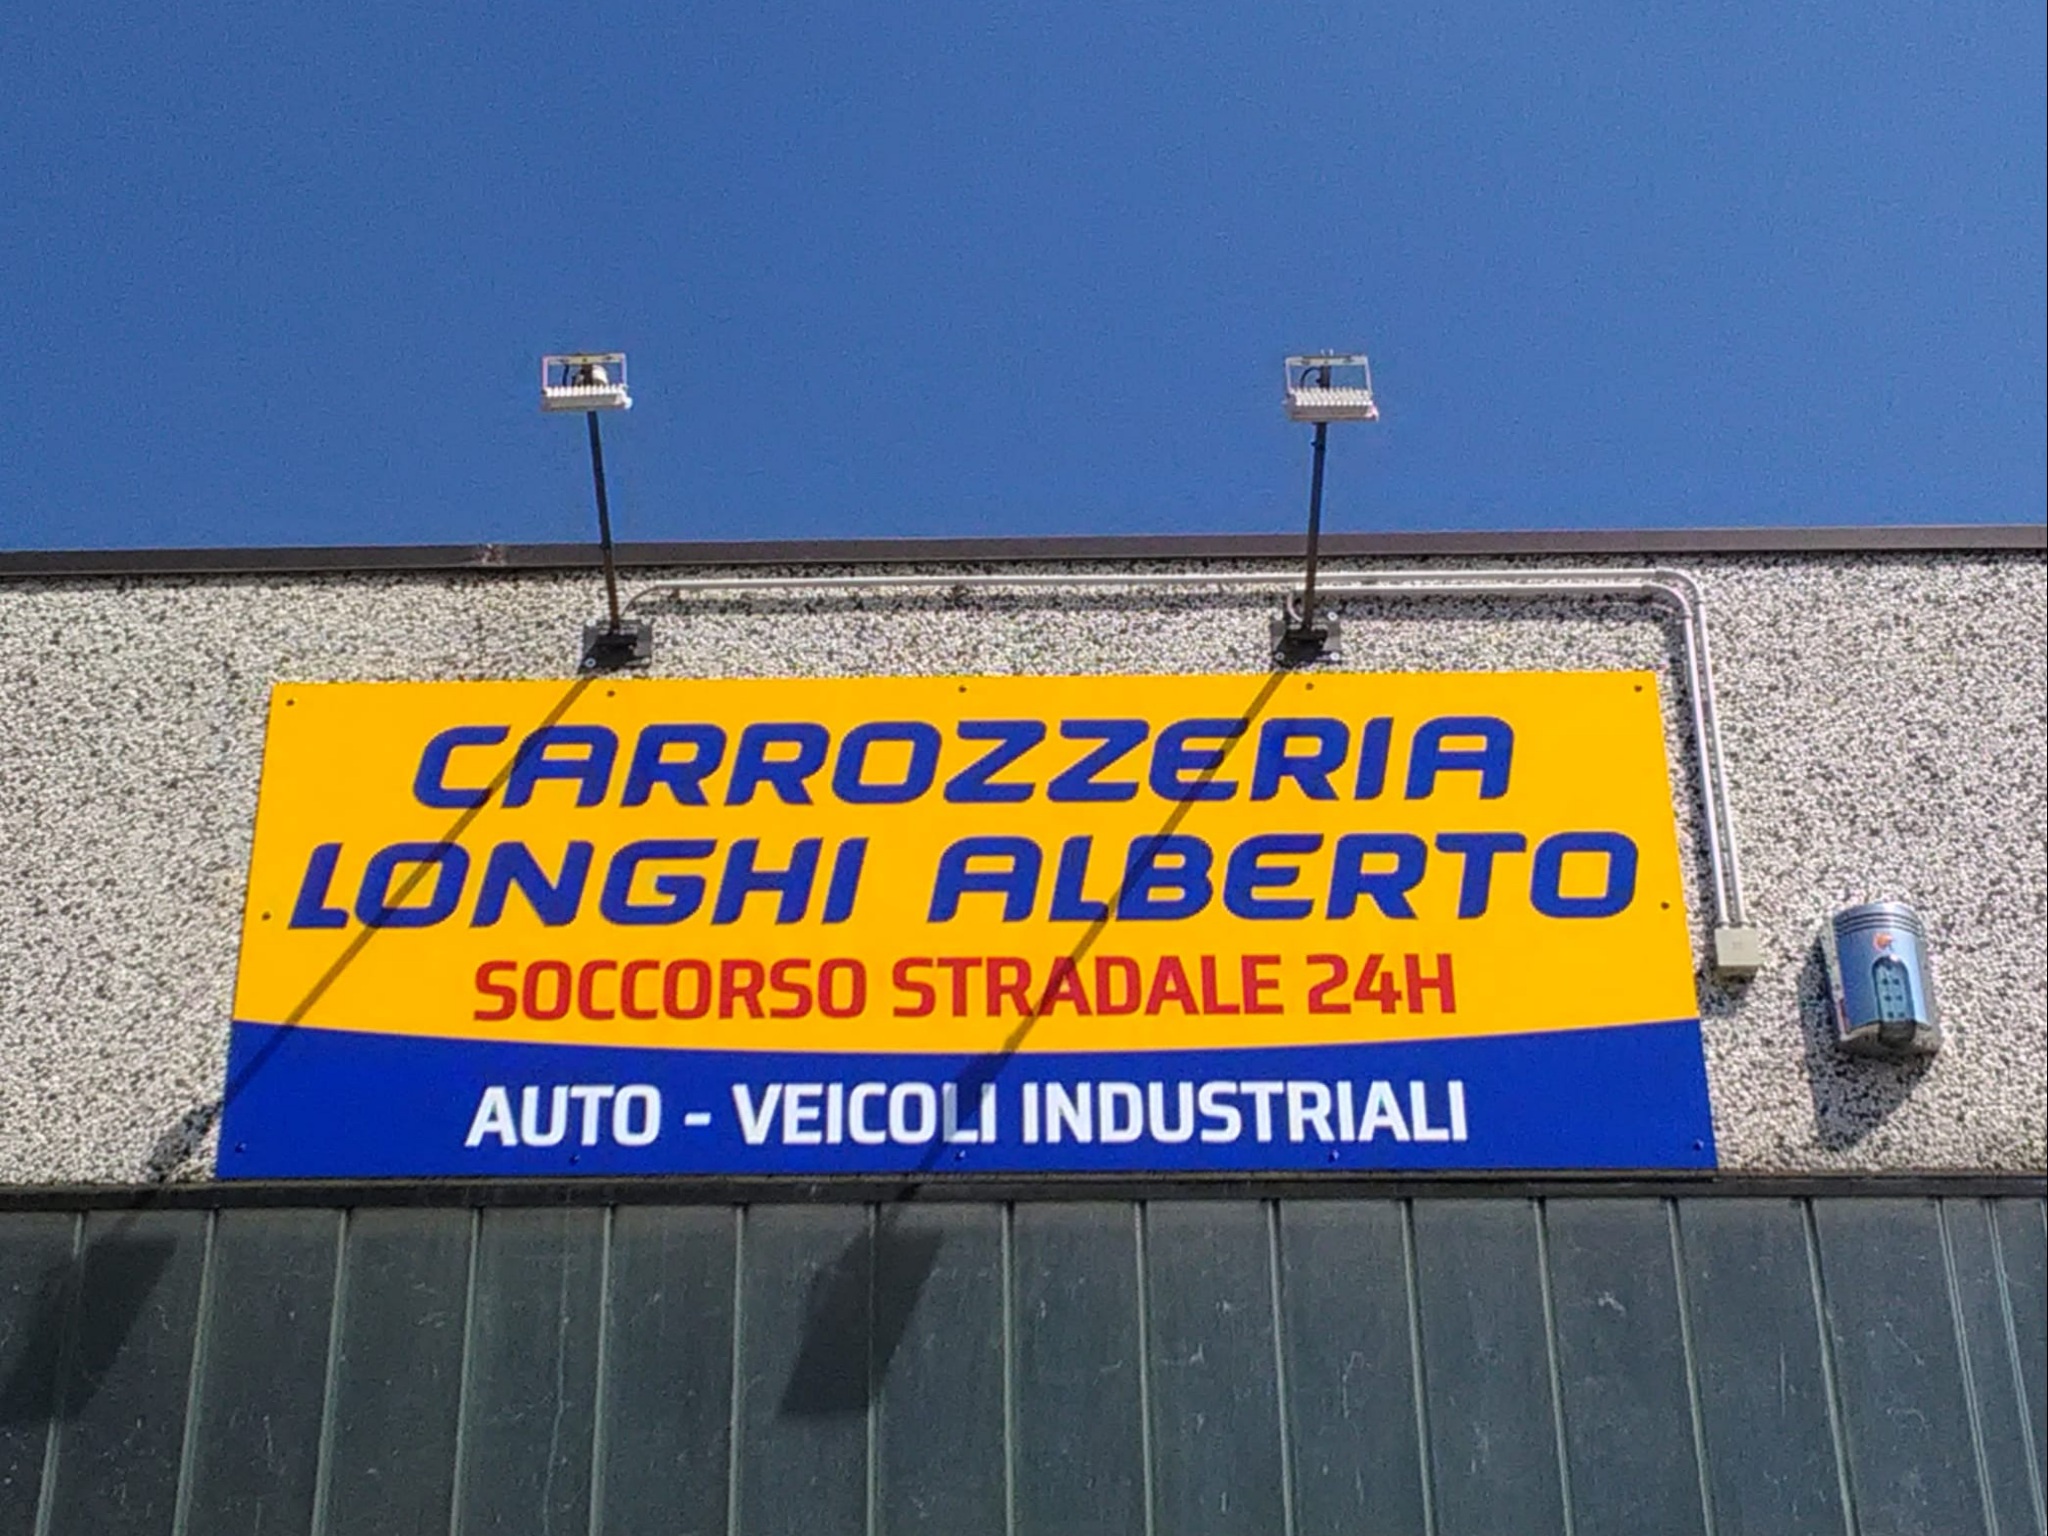 CARROZZERIA
LONGHI ALBERTO
SOCCORSO STRADALE 24H
AUTO - VEICOLI INDUSTRIALI